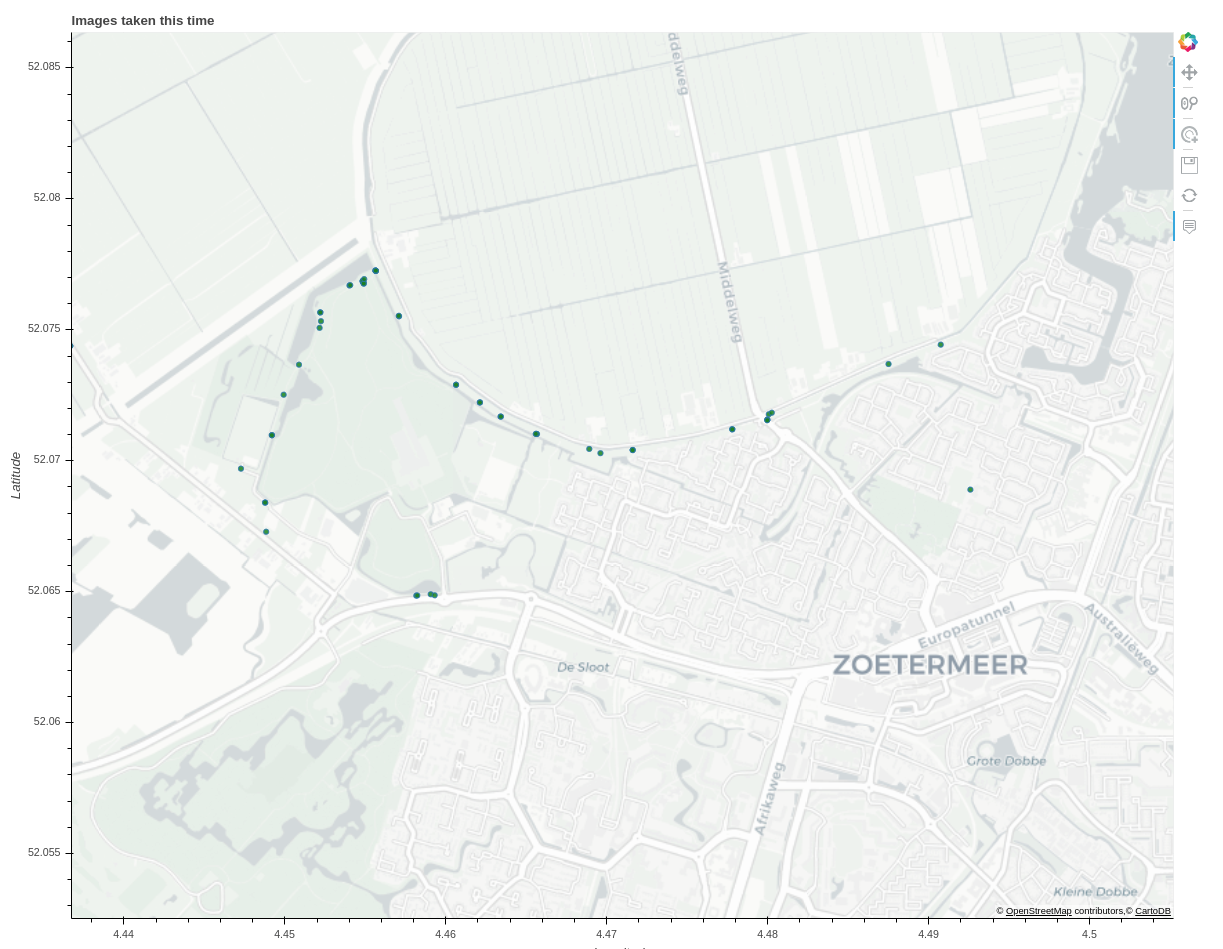 Images taken this time
ddelweg
52.085
52.08
Middelweg
52.075
52.07
Latitude
52.065
Europatunnel
Australiëweg
ZOETERMEER
De Sloot
52.06
Grote Dobbe
Afrikaweg
52.055
Kleine Dobbe
© OpenStreetMap contributors,© CartoDB
4.44
4.45
4.46
4.47
4.48
4.49
4.5